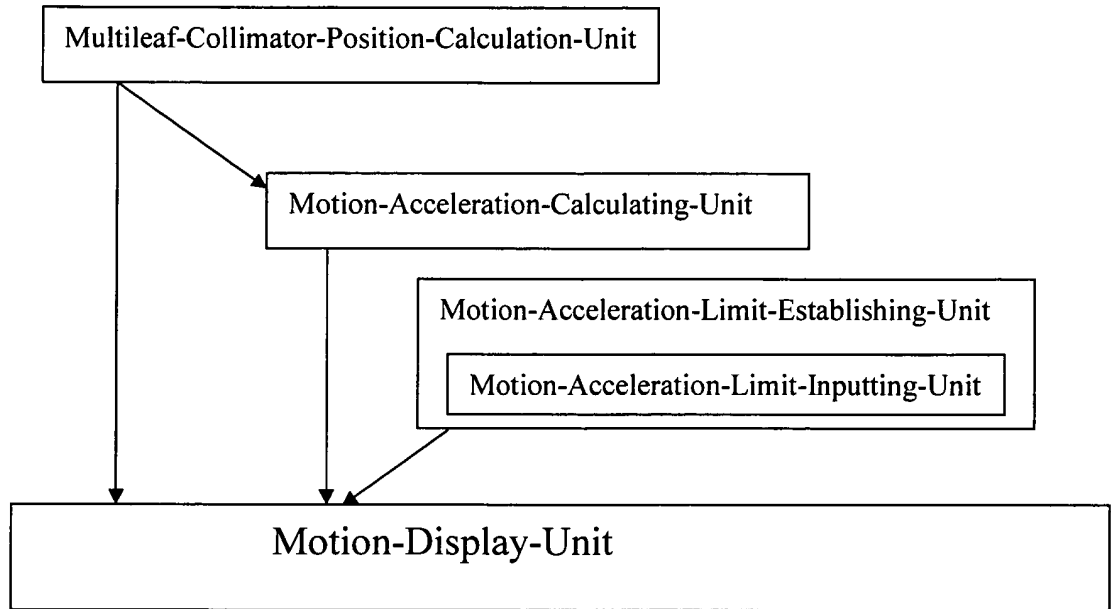 Multileaf-Collimator-Position-Calculation-Unit
Motion-Acceleration-Calculating-Unit
Motion-Acceleration-Limit-Establishing-Unit
Motion-Acceleration-Limit-Inputting-Unit
Motion-Display-Unit